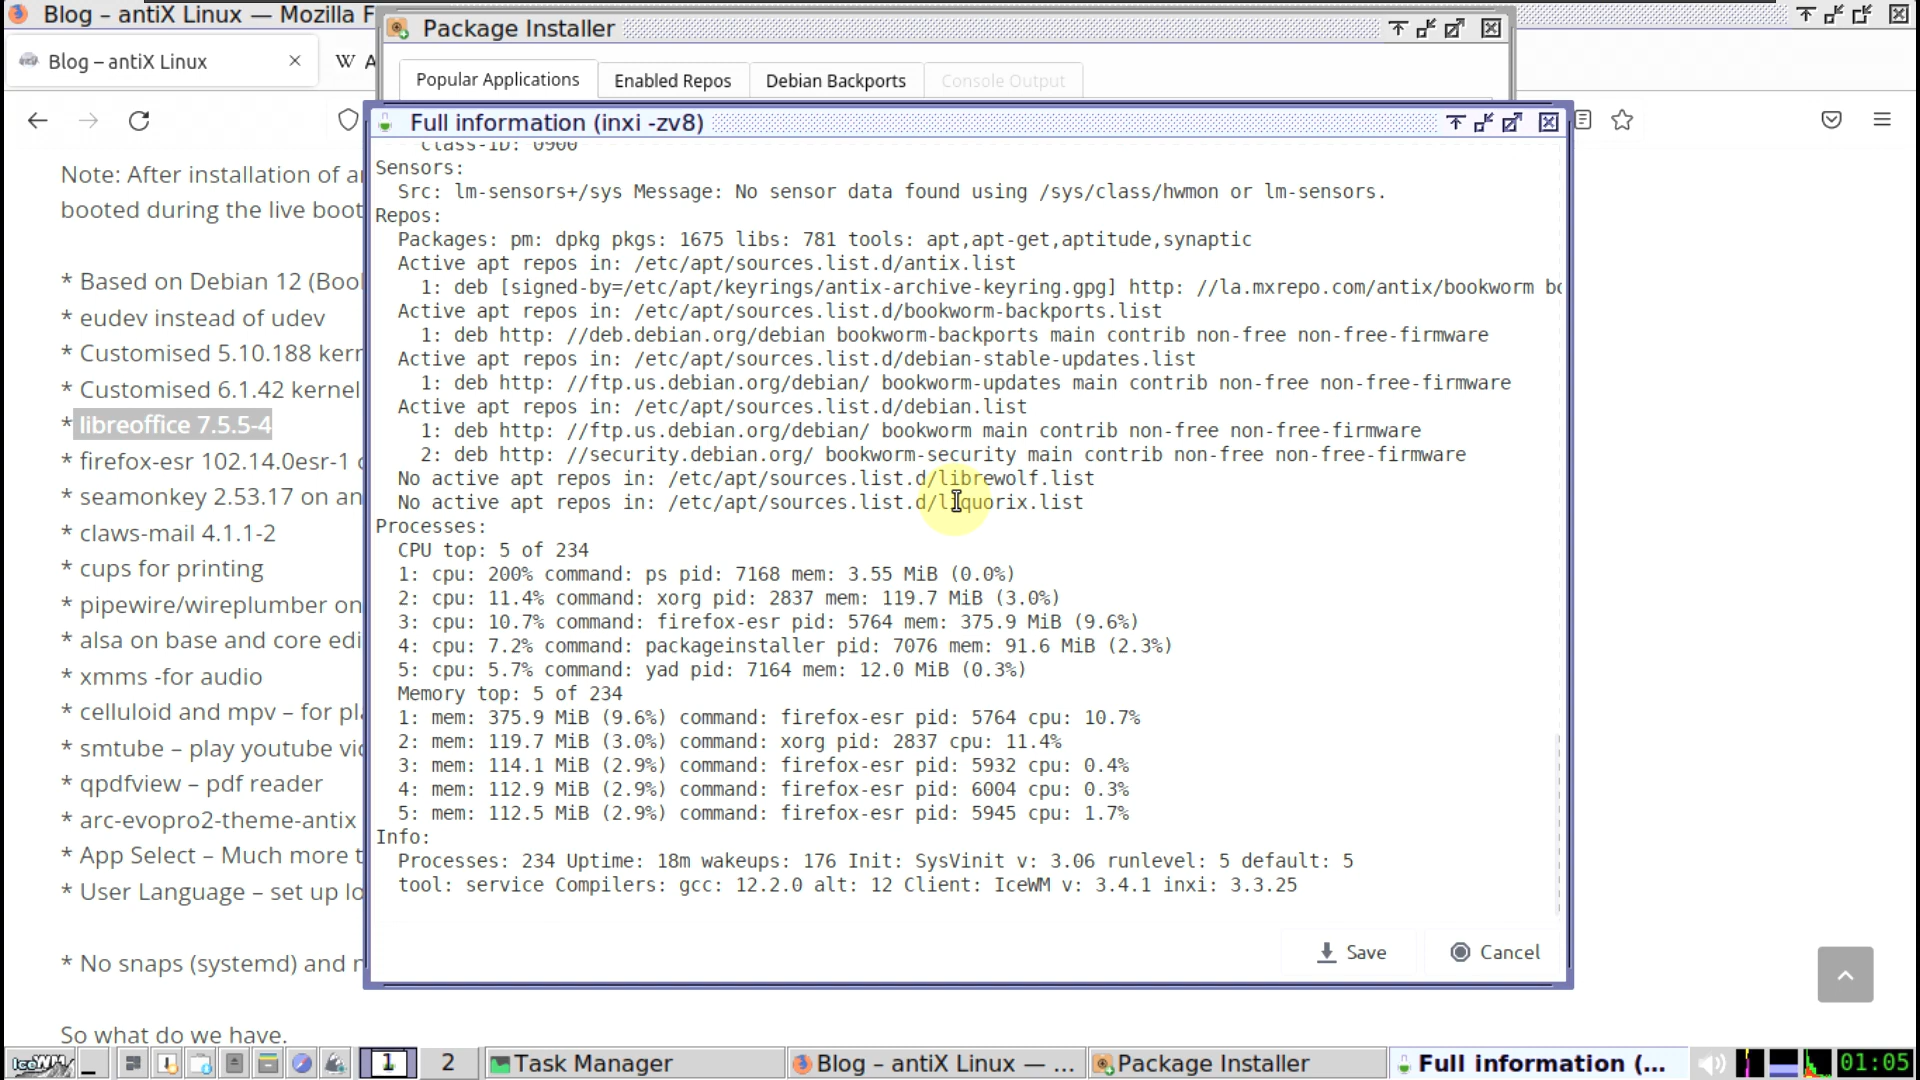 Blog – antiX Linux — Mozilla F
Package Installer
Blog – antiX Linux
W A
Popular Applications
Enabled Repos
Debian Backports
Console Output
Full information (inxi -zv8)
class-ID: 0900
Note: After installation of a
booted during the live boot
* Based on Debian 12 (Boo
* eudev instead of udev
* Customised 5.10.188 kerr
* Customised 6.1.42 kernel
* libreoffice 7.5.5-4
* firefox-esr 102.14.0esr-1
* seamonkey 2.53.17 on an
* claws-mail 4.1.1-2
* cups for printing
* pipewire/wireplumber on
* alsa on base and core edi
* xmms -for audio
* celluloid and mpv – for pl
* smtube – play youtube vi
* qpdfview – pdf reader
* arc-evopro2-theme-antix
* App Select – Much more t
* User Language – set up lo
* No snaps (systemd) and
So what do we have.
Sensors:
Src: lm-sensors+/sys Message: No sensor data found using /sys/class/hwmon or lm-sensors.
Repos:
Packages: pm: dpkg pkgs: 1675 libs: 781 tools: apt,apt-get,aptitude,synaptic
Active apt repos in: /etc/apt/sources.list.d/antix.list
1: deb [signed-by=/etc/apt/keyrings/antix-archive-keyring.gpg] http: //la.mxrepo.com/antix/bookworm bo
Active apt repos in: /etc/apt/sources.list.d/bookworm-backports.list
1: deb http: //deb.debian.org/debian bookworm-backports main contrib non-free non-free-firmware
Active apt repos in: /etc/apt/sources.list.d/debian-stable-updates.list
1: deb http: //ftp.us.debian.org/debian/ bookworm-updates main contrib non-free non-free-firmware
Active apt repos in: /etc/apt/sources.list.d/debian.list
1: deb http: //ftp.us.debian.org/debian/ bookworm main contrib non-free non-free-firmware
2: deb http: //security.debian.org/ bookworm-security main contrib non-free non-free-firmware
No active apt repos in: /etc/apt/sources.list.d/librewolf.list
No active apt repos in: /etc/apt/sources.list.d/liquorix.list
Processes:
CPU top: 5 of 234
1: cpu: 200% command: ps pid: 7168 mem: 3.55 MiB (0.0%)
2: cpu: 11.4% command: xorg pid: 2837 mem: 119.7 MiB (3.0%)
3: cpu: 10.7% command: firefox-esr pid: 5764 mem: 375.9 MiB (9.6%)
4: cpu: 7.2% command: packageinstaller pid: 7076 mem: 91.6 MiB (2.3%)
5: cpu: 5.7% command: yad pid: 7164 mem: 12.0 MiB (0.3%)
Memory top: 5 of 234
1: mem: 375.9 MiB (9.6%) command: firefox-esr pid: 5764 cpu: 10.7%
2: mem: 119.7 MiB (3.0%) command: xorg pid: 2837 cpu: 11.4%
3: mem: 114.1 MiB (2.9%) command: firefox-esr pid: 5932 cpu: 0.4%
4: mem: 112.9 MiB (2.9%) command: firefox-esr pid: 6004 cpu: 0.3%
5: mem: 112.5 MiB (2.9%) command: firefox-esr pid: 5945 cpu: 1.7%
Info:
Processes: 234 Uptime: 18m wakeups: 176 Init: SysVinit v: 3.06 runlevel: 5 default: 5
tool: service Compilers: gcc: 12.2.0 alt: 12 Client: IceWM v: 3.4.1 inxi: 3.3.25
Save
Cancel
IceWM
1
2
Task Manager
Blog – antiX Linux — ...
Package Installer
Full information (...
01:05